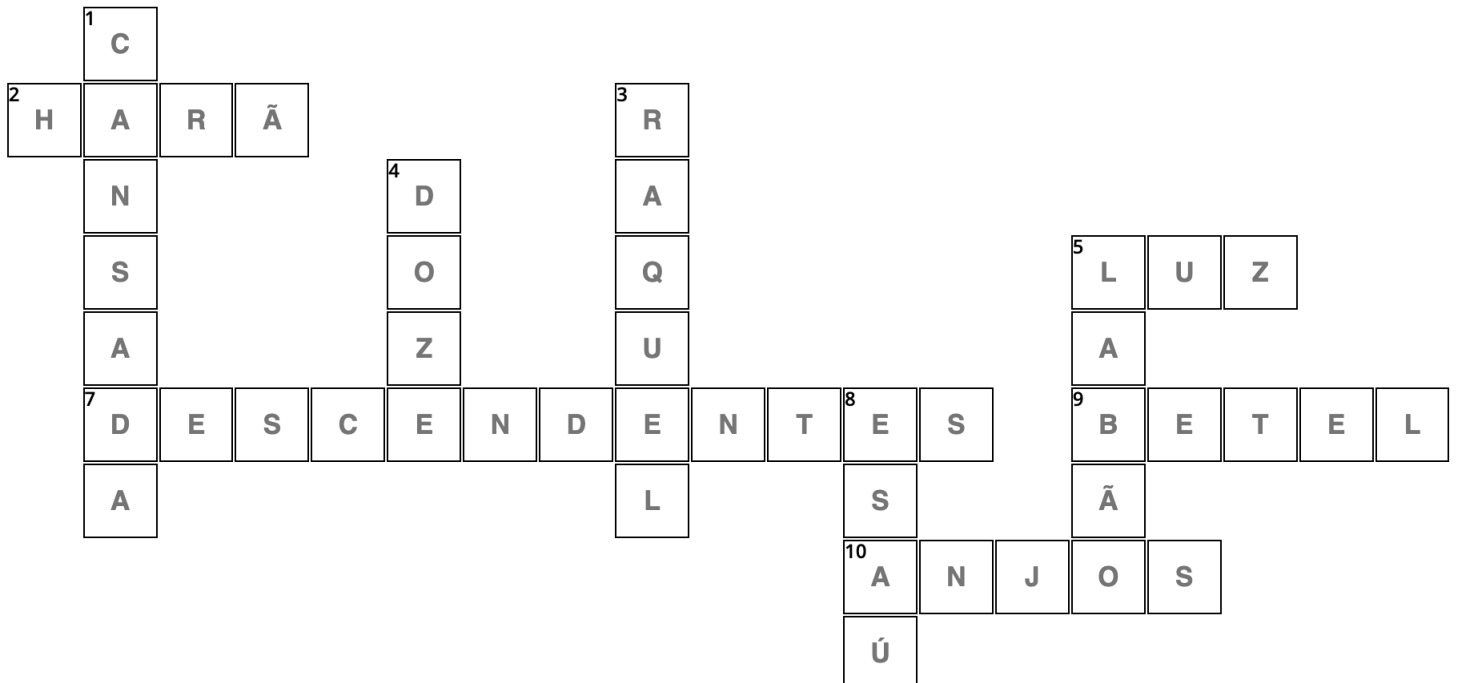 1 C
2 H A R Ã 3 R
N 4 D A
S O Q 5 L U Z
A Z U A
7 D E S C E N D E N T 8 E S 9 B E T E L
A L S Ã
10 A N J O S
Ú